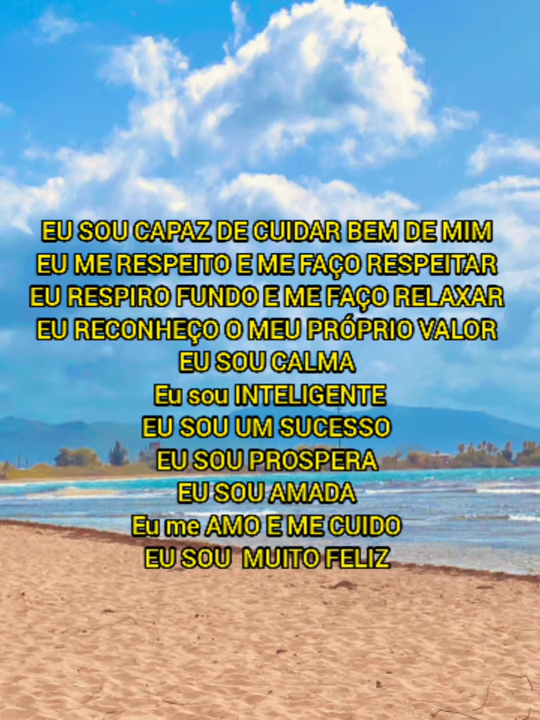 EU SOU CAPAZ DE CUIDAR BEM DE MIM
EU ME RESPEITO E ME FAÇO RESPEITAR
EU RESPIRO FUNDO E ME FAÇO RELAXAR
EU RECONHEÇO O MEU PRÓPRIO VALOR
EU SOU CALMA
Eu sou INTELIGENTE
EU SOU UM SUCESSO
EU SOU PROSPERA
EU SOU AMADA
Eu me AMO E ME CUIDO
EU SOU MUITO FELIZ